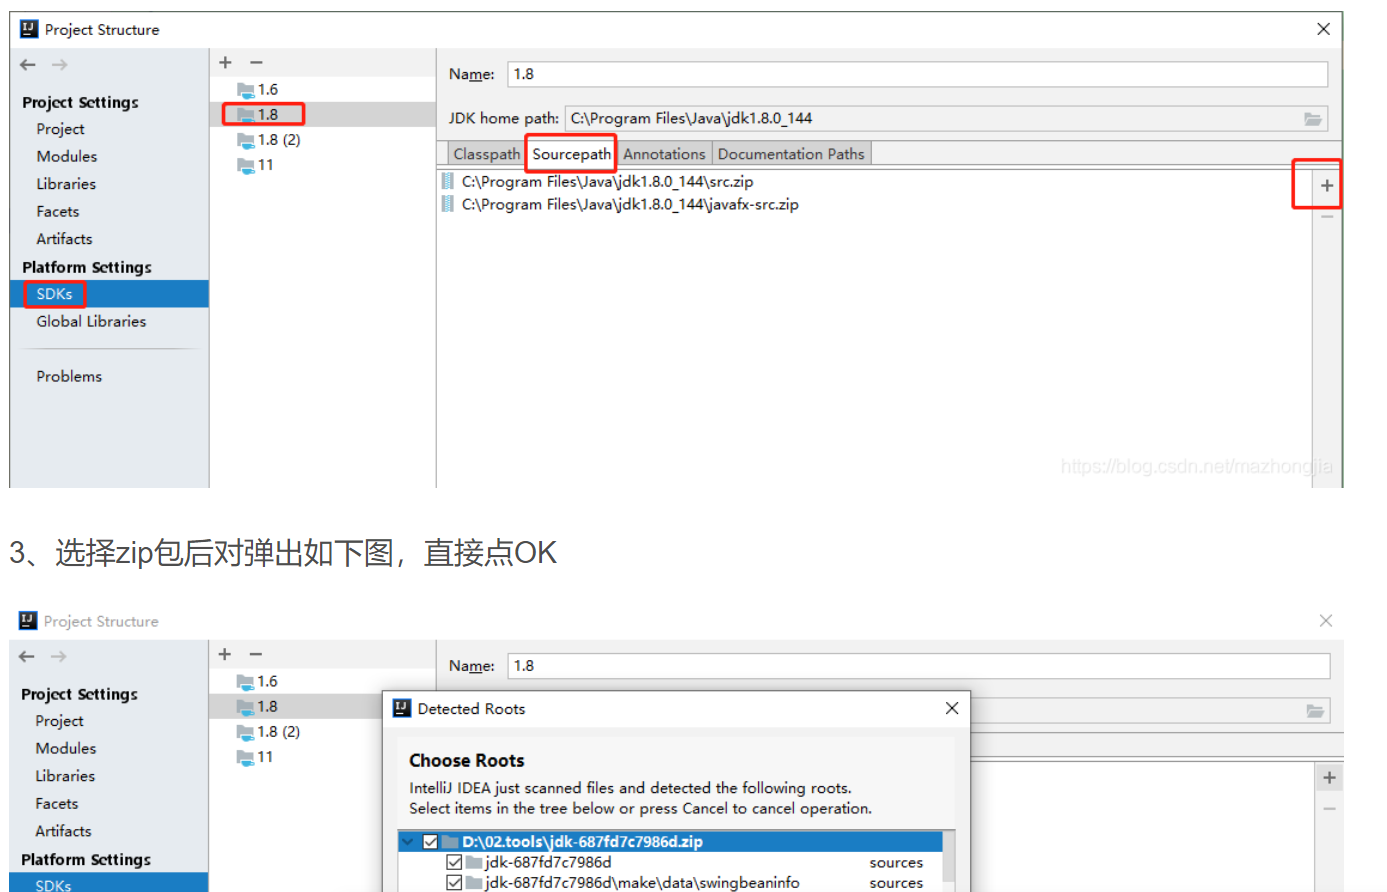 Project Structure
Project Settings
Project
Modules
Libraries
Facets
Artifacts
Platform Settings
SDKs
Global Libraries
Problems
1.6
1.8
1.8 (2)
11
Name: 1.8
JDK home path: C:\Program Files\Java\jdk1.8.0_144
Classpath Sourcepath Annotations Documentation Paths
C:\Program Files\Java\jdk1.8.0_144\src.zip
C:\Program Files\Java\jdk1.8.0_144\javafx-src.zip
https://blog.csdn.net/mazhongjia
3、选择zip包后对弹出如下图，直接点OK
Project Structure
Project Settings
Project
Modules
Libraries
Facets
Artifacts
Platform Settings
SDKs
1.6
1.8
1.8 (2)
11
Name: 1.8
Detected Roots
Choose Roots
IntelliJ IDEA just scanned files and detected the following roots.
Select items in the tree below or press Cancel to cancel operation.
D:\02.tools\jdk-687fd7c7986d.zip
jdk-687fd7c7986d sources
jdk-687fd7c7986d\make\data\swingbeaninfo sources